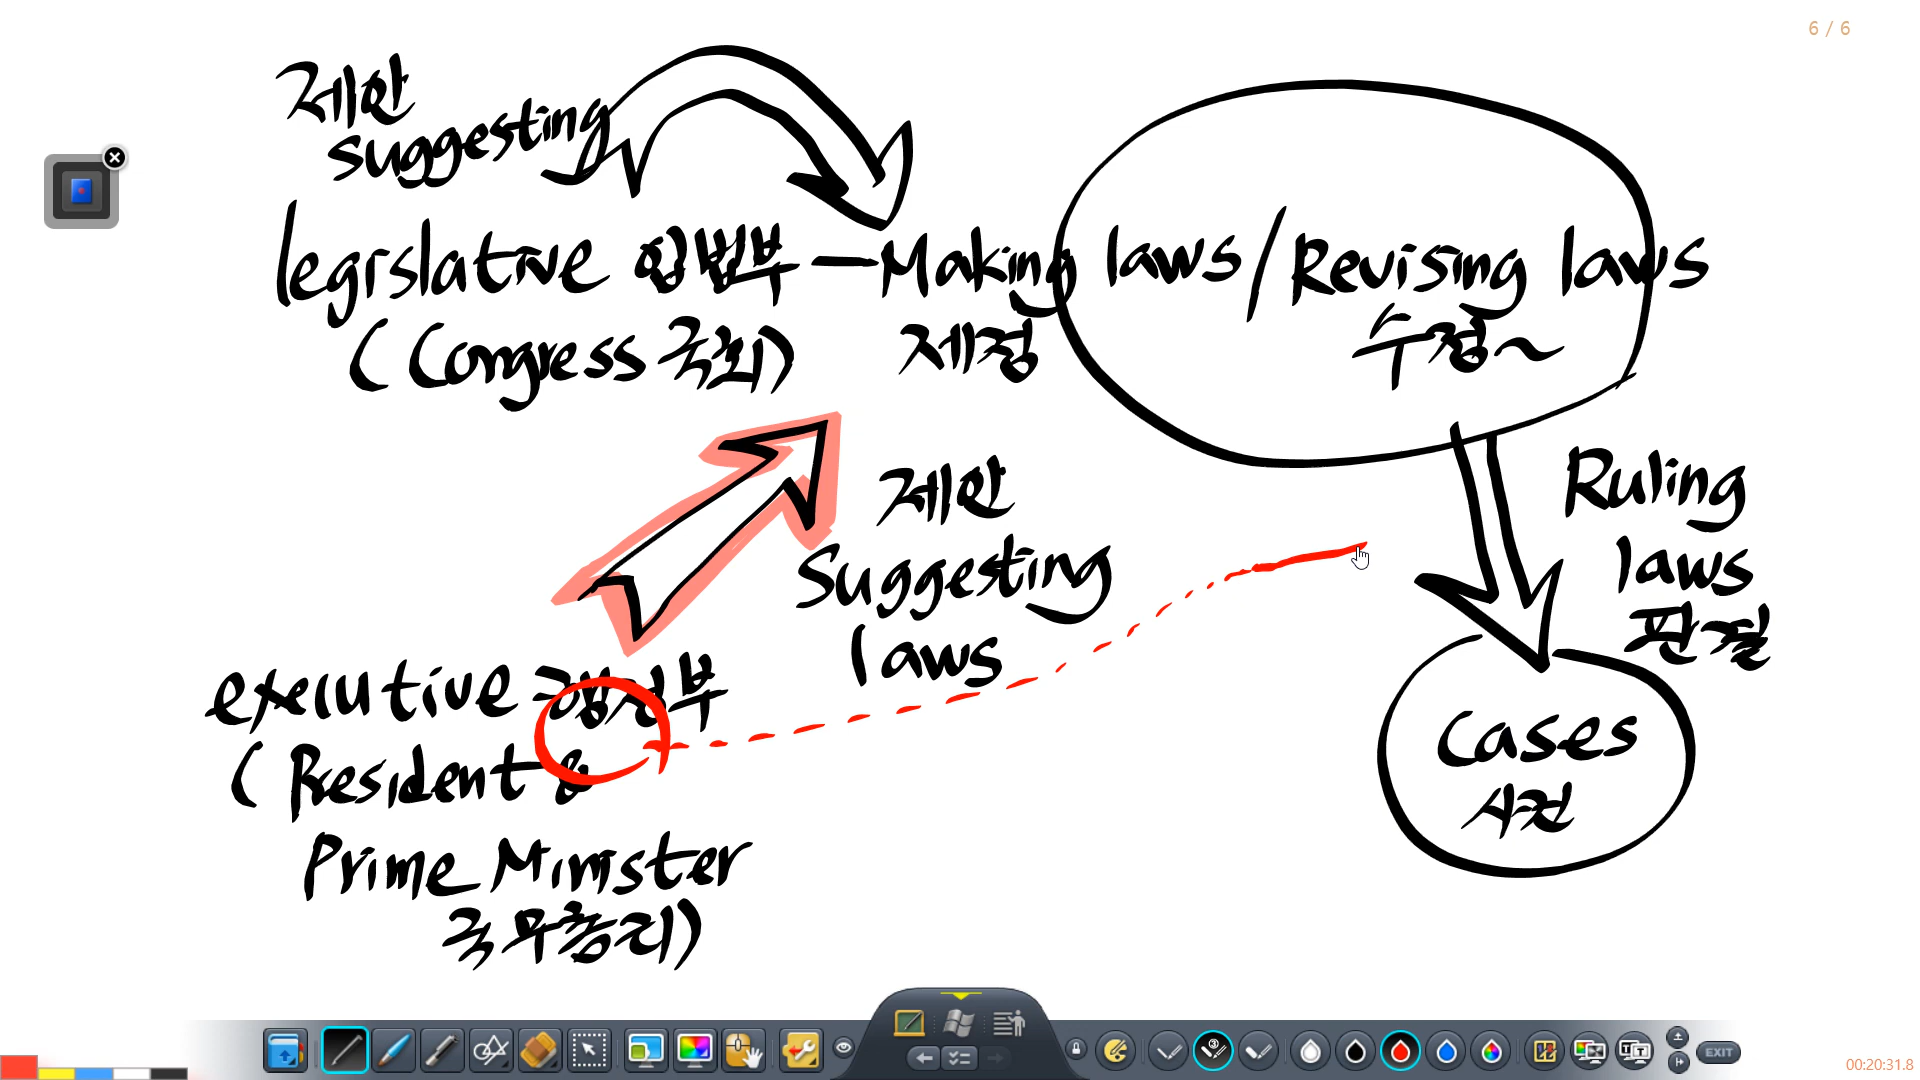 6 / 6
제안
suggesting
legislative 입법부 — Making laws / Revising laws
(Congress 국회) 제정 수정~
제안
Suggesting
laws
Ruling
laws
판결
executive 행정부
(President &
Prime Minister
국무총리)
Cases
사건
EXIT
00:20:31.8